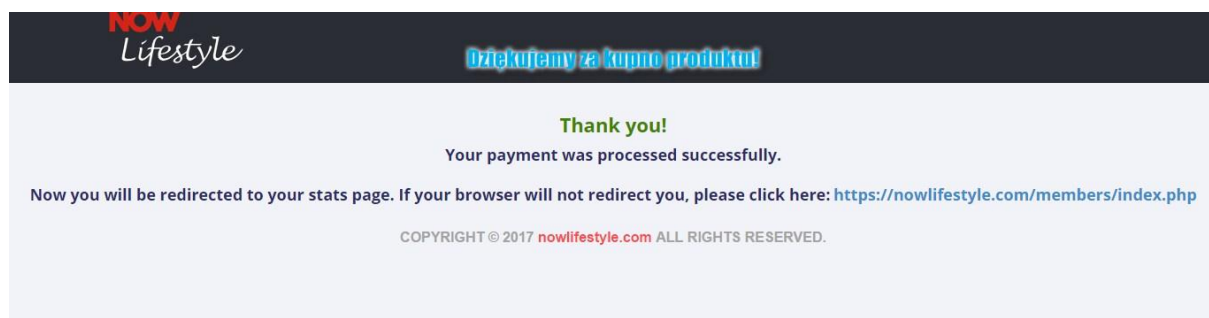 NOW
Lifestyle
Dziękujemy za kupno produktu!
Thank you!
Your payment was processed successfully.
Now you will be redirected to your stats page. If your browser will not redirect you, please click here: https://nowlifestyle.com/members/index.php
COPYRIGHT © 2017 nowlifestyle.com ALL RIGHTS RESERVED.